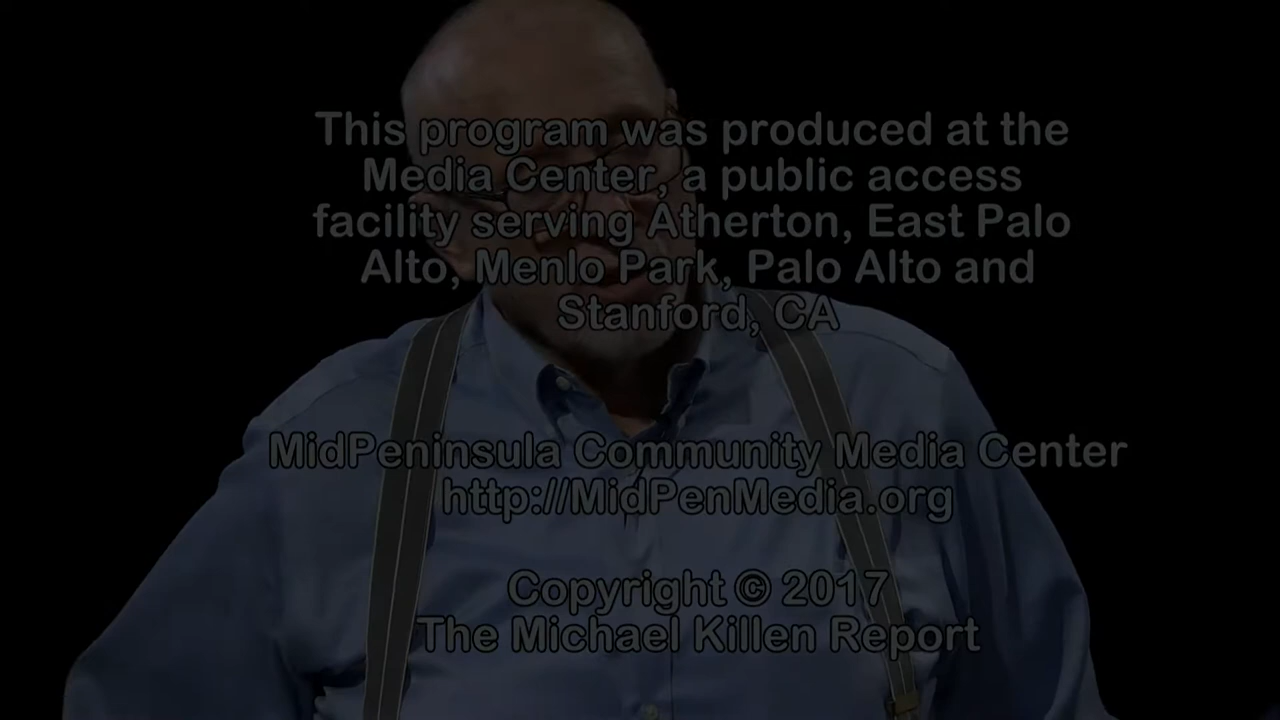 This program was produced at the
Media Center, a public access
facility serving Atherton, East Palo
Alto, Menlo Park, Palo Alto and
Stanford, CA
MidPeninsula Community Media Center
http://MidPenMedia.org
Copyright © 2017
The Michael Killen Report